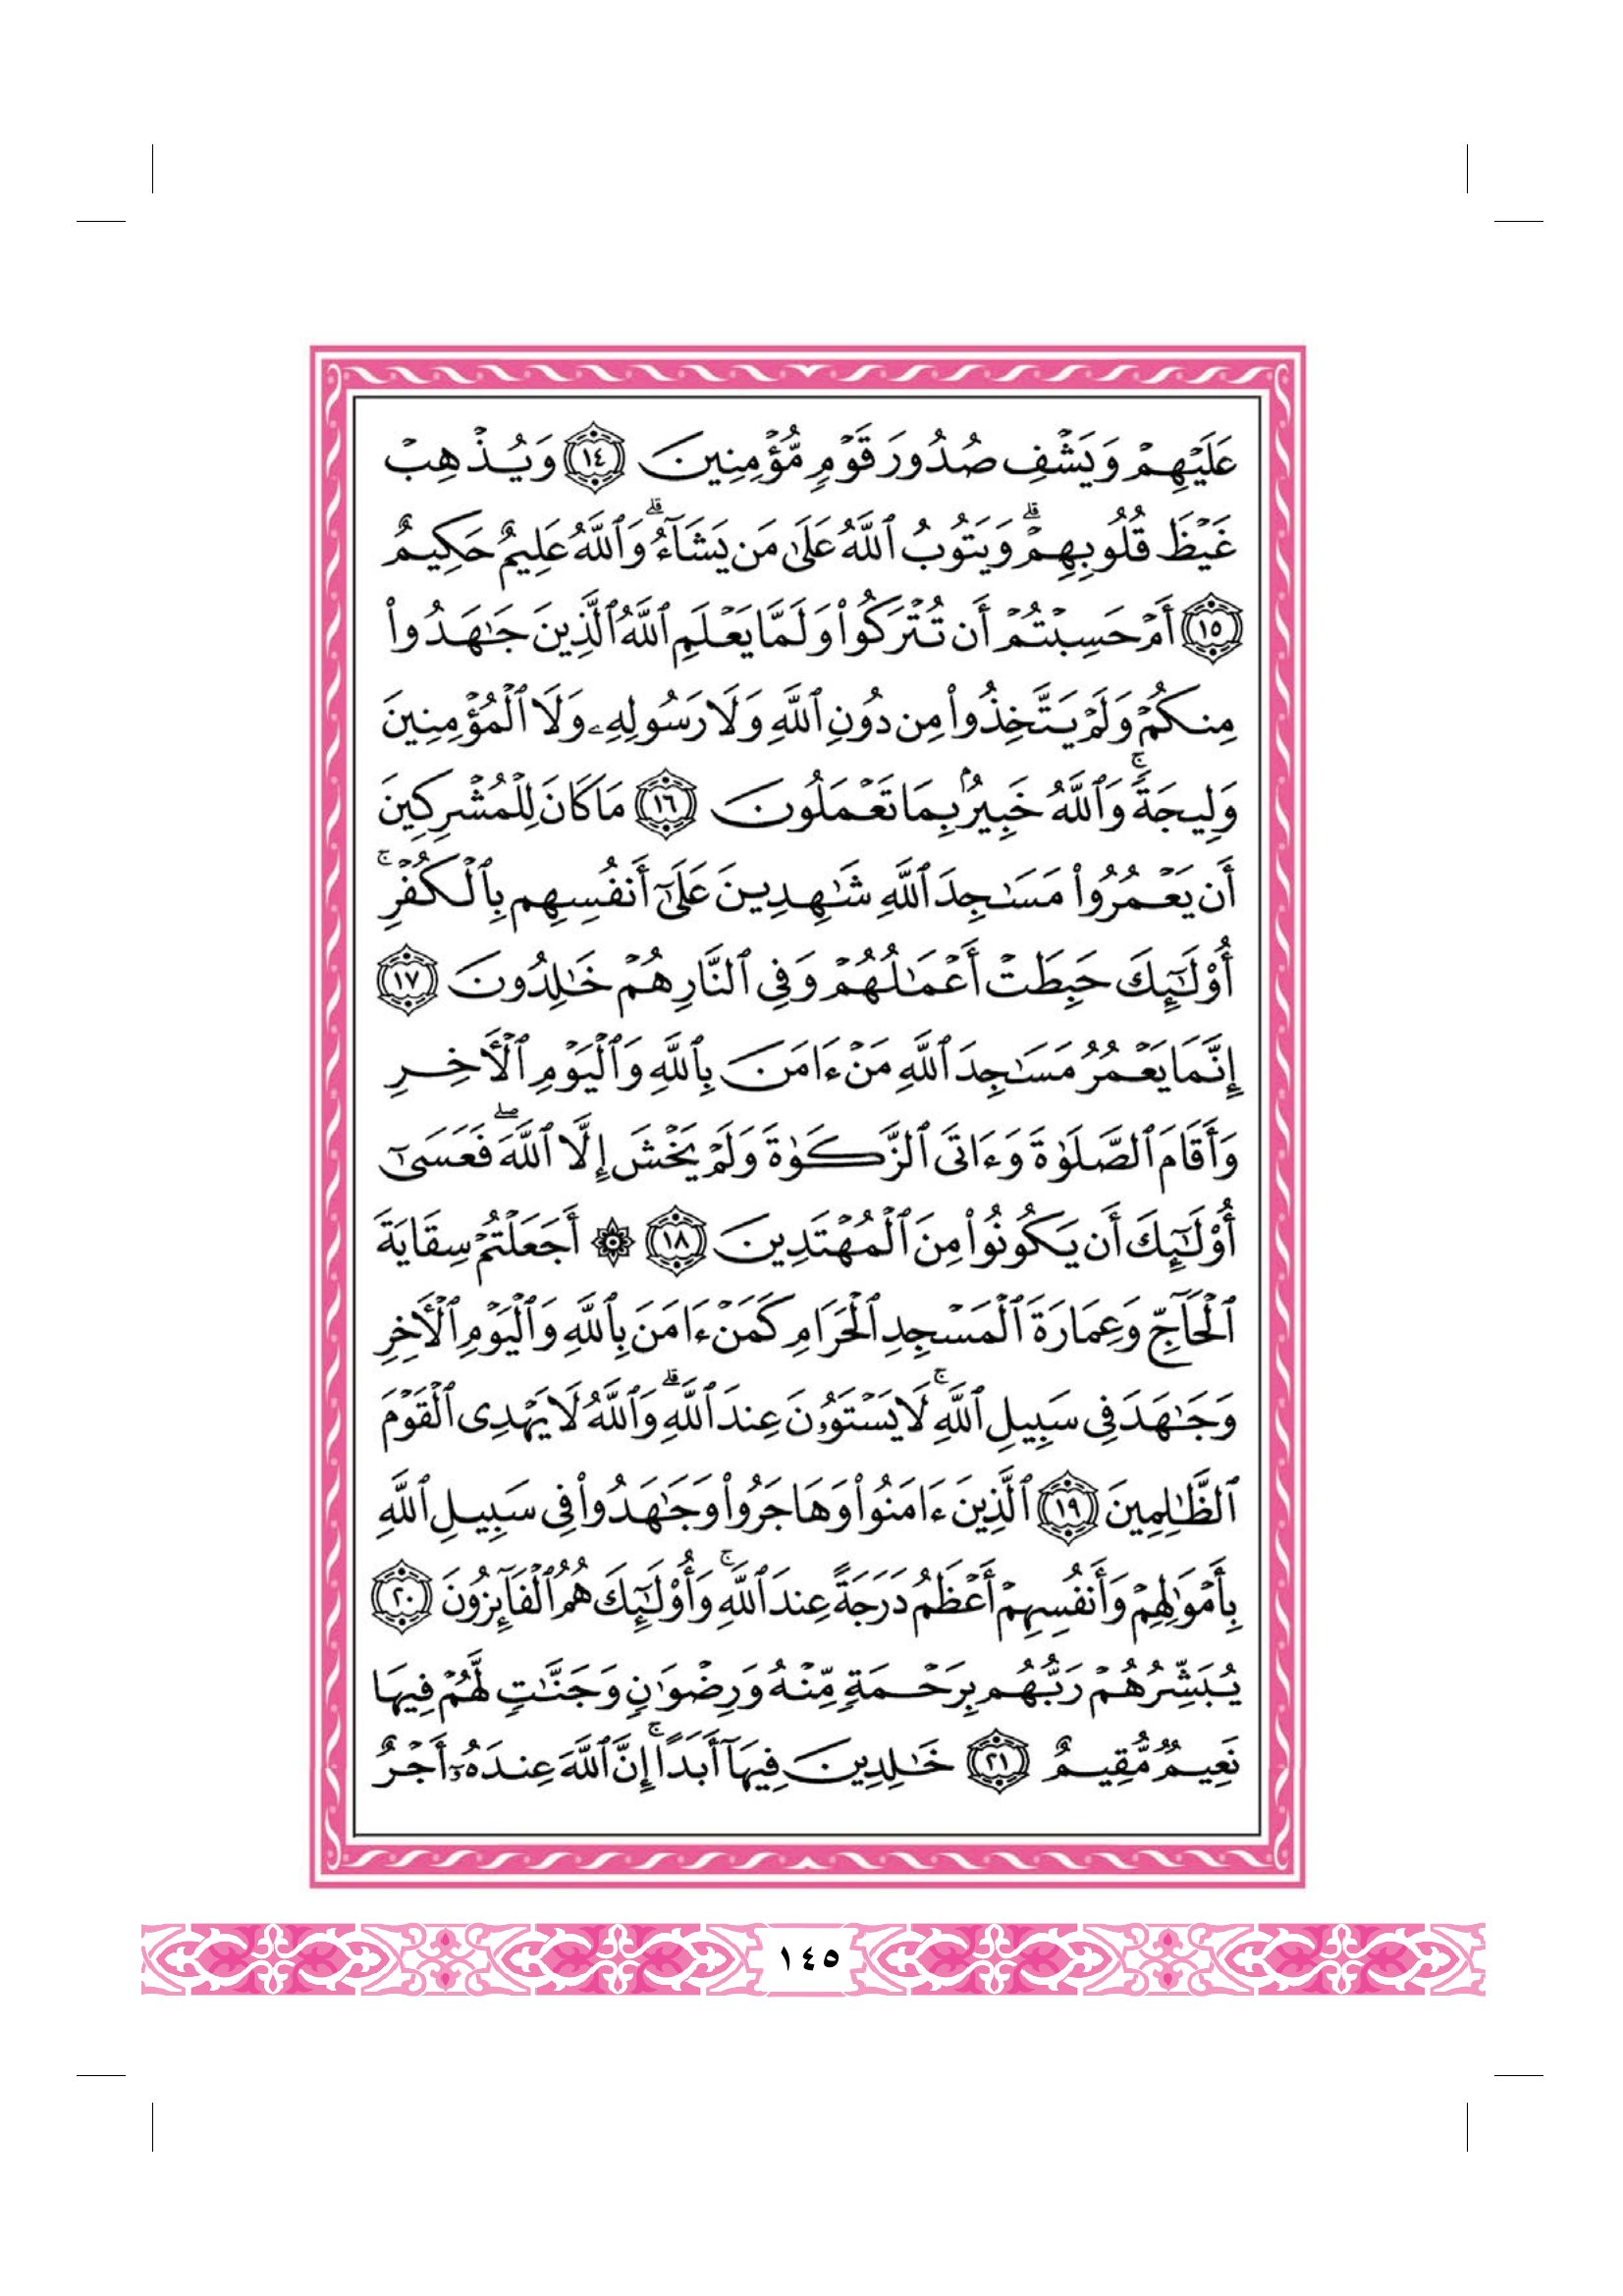 عَلَيۡهِمۡ وَيَشۡفِ صُدُورَ قَوۡمٖ مُّؤۡمِنِينَ ١٤ وَيُذۡهِبۡ
غَيۡظَ قُلُوبِهِمۡۗ وَيَتُوبُ ٱللَّهُ عَلَىٰ مَن يَشَآءُۗ وَٱللَّهُ عَلِيمٌ حَكِيمٌ
١٥ أَمۡ حَسِبۡتُمۡ أَن تُتۡرَكُواْ وَلَمَّا يَعۡلَمِ ٱللَّهُ ٱلَّذِينَ جَٰهَدُواْ
مِنكُمۡ وَلَمۡ يَتَّخِذُواْ مِن دُونِ ٱللَّهِ وَلَا رَسُولِهِۦ وَلَا ٱلۡمُؤۡمِنِينَ
وَلِيجَةٗۚ وَٱللَّهُ خَبِيرُۢ بِمَا تَعۡمَلُونَ ١٦ مَا كَانَ لِلۡمُشۡرِكِينَ
أَن يَعۡمُرُواْ مَسَٰجِدَ ٱللَّهِ شَٰهِدِينَ عَلَىٰٓ أَنفُسِهِم بِٱلۡكُفۡرِۚ
أُوْلَٰٓئِكَ حَبِطَتۡ أَعۡمَٰلُهُمۡ وَفِي ٱلنَّارِ هُمۡ خَٰلِدُونَ ١٧
إِنَّمَا يَعۡمُرُ مَسَٰجِدَ ٱللَّهِ مَنۡ ءَامَنَ بِٱللَّهِ وَٱلۡيَوۡمِ ٱلۡأٓخِرِ
وَأَقَامَ ٱلصَّلَوٰةَ وَءَاتَى ٱلزَّكَوٰةَ وَلَمۡ يَخۡشَ إِلَّا ٱللَّهَۖ فَعَسَىٰٓ
أُوْلَٰٓئِكَ أَن يَكُونُواْ مِنَ ٱلۡمُهۡتَدِينَ ١٨ ۞ أَجَعَلۡتُمۡ سِقَايَةَ
ٱلۡحَآجِّ وَعِمَارَةَ ٱلۡمَسۡجِدِ ٱلۡحَرَامِ كَمَنۡ ءَامَنَ بِٱللَّهِ وَٱلۡيَوۡمِ ٱلۡأٓخِرِ
وَجَٰهَدَ فِي سَبِيلِ ٱللَّهِۚ لَا يَسۡتَوُۥنَ عِندَ ٱللَّهِۗ وَٱللَّهُ لَا يَهۡدِي ٱلۡقَوۡمَ
ٱلظَّٰلِمِينَ ١٩ ٱلَّذِينَ ءَامَنُواْ وَهَاجَرُواْ وَجَٰهَدُواْ فِي سَبِيلِ ٱللَّهِ
بِأَمۡوَٰلِهِمۡ وَأَنفُسِهِمۡ أَعۡظَمُ دَرَجَةً عِندَ ٱللَّهِۚ وَأُوْلَٰٓئِكَ هُمُ ٱلۡفَآئِزُونَ ٢٠
يُبَشِّرُهُمۡ رَبُّهُم بِرَحۡمَةٖ مِّنۡهُ وَرِضۡوَٰنٖ وَجَنَّٰتٖ لَّهُمۡ فِيهَا
نَعِيمٞ مُّقِيمٌ ٢١ خَٰلِدِينَ فِيهَآ أَبَدًاۚ إِنَّ ٱللَّهَ عِندَهُۥٓ أَجۡرٌ
١٤٥